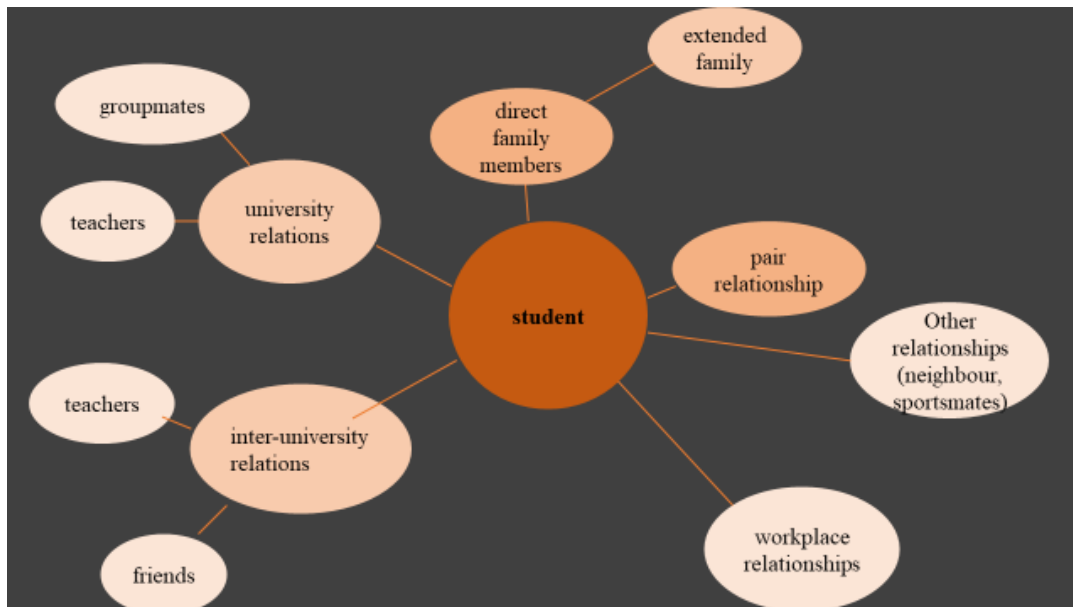 extended
family
groupmates
direct
family
members
teachers
university
relations
pair
relationship
student
Other
relationships
(neighbour,
sportsmates)
teachers
inter-university
relations
workplace
relationships
friends